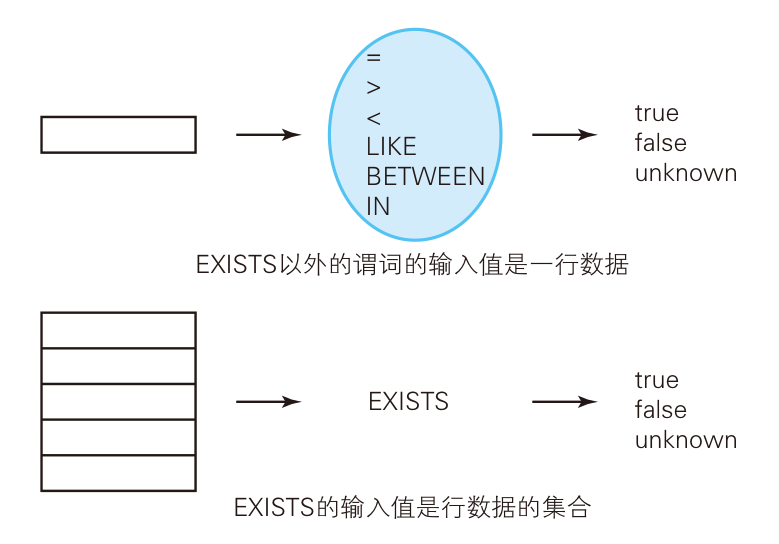 =
>
<
LIKE
BETWEEN
IN
true
false
unknown
EXISTS以外的谓词的输入值是一行数据
EXISTS
true
false
unknown
EXISTS的输入值是行数据的集合